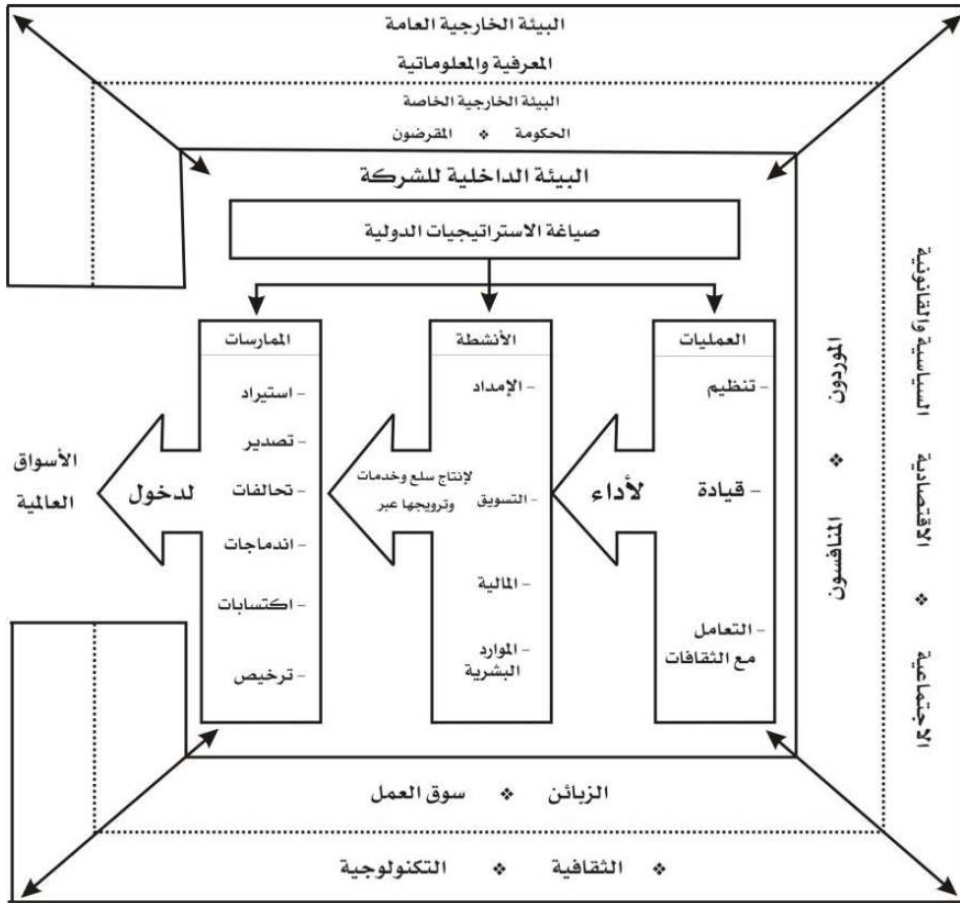 البيئة الخارجية العامة
المعرفية والمعلوماتية
البيئة الخارجية الخاصة
الحكومة ❖ المقرضون
البيئة الداخلية للشركة
صياغة الاستراتيجيات الدولية
العمليات
- تنظيم
- قيادة
- التعامل
مع الثقافات
لأداء
الأنشطة
- الإمداد
- التسويق
- المالية
- الموارد
البشرية
لإنتاج سلع وخدمات
وترويجها عبر
الممارسات
- استيراد
- تصدير
- تحالفات
- اندماجات
- اكتسابات
- ترخيص
لدخول
الأسواق
العالمية
الموردون ❖ المنافسون
السياسية والقانونية الاقتصادية ❖ الاجتماعية
الزبائن ❖ سوق العمل
❖ الثقافية ❖ التكنولوجية